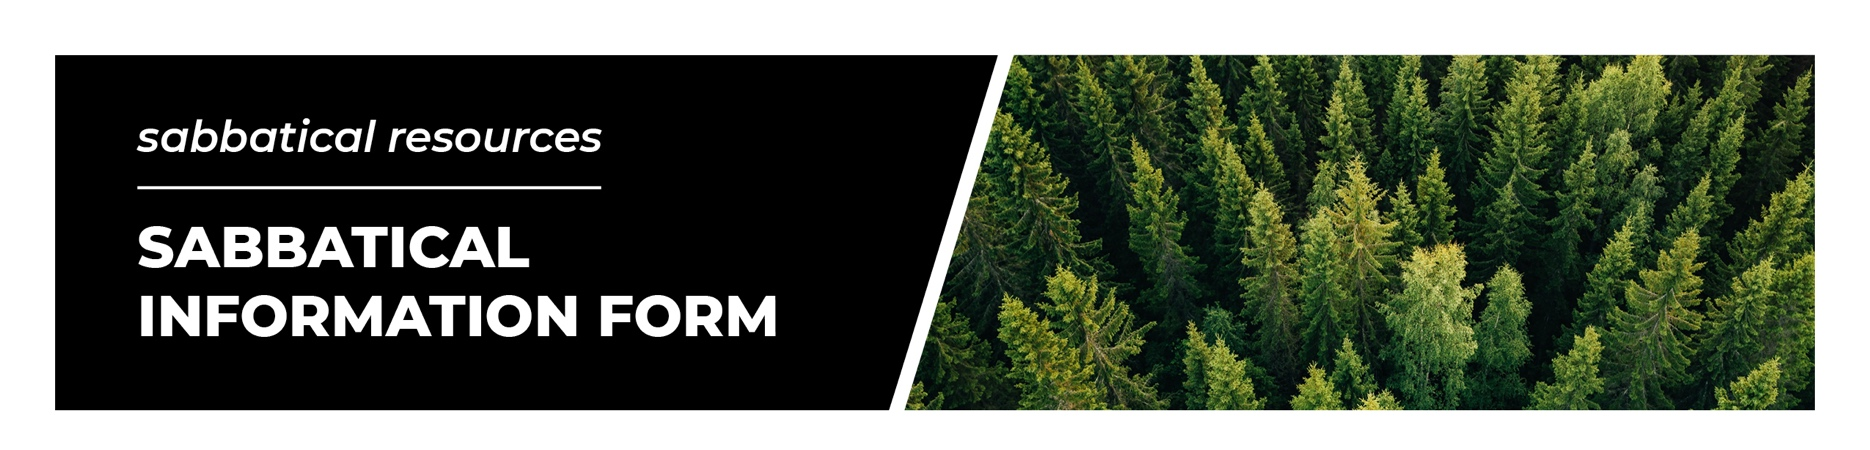 sabbatical resources
SABBATICAL
INFORMATION FORM